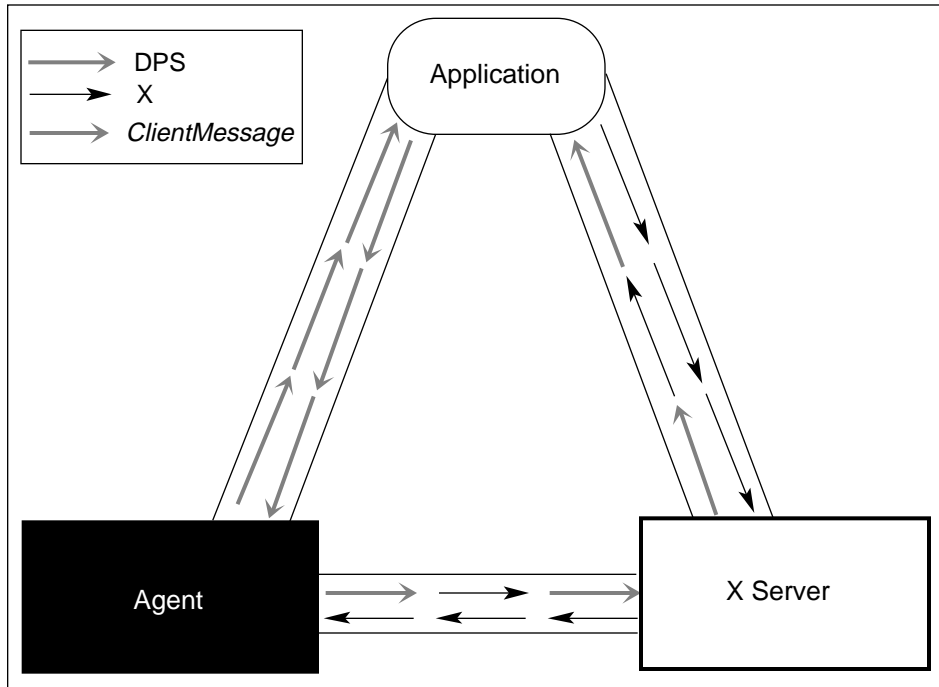 DPS
X
ClientMessage
Application
Agent
X Server